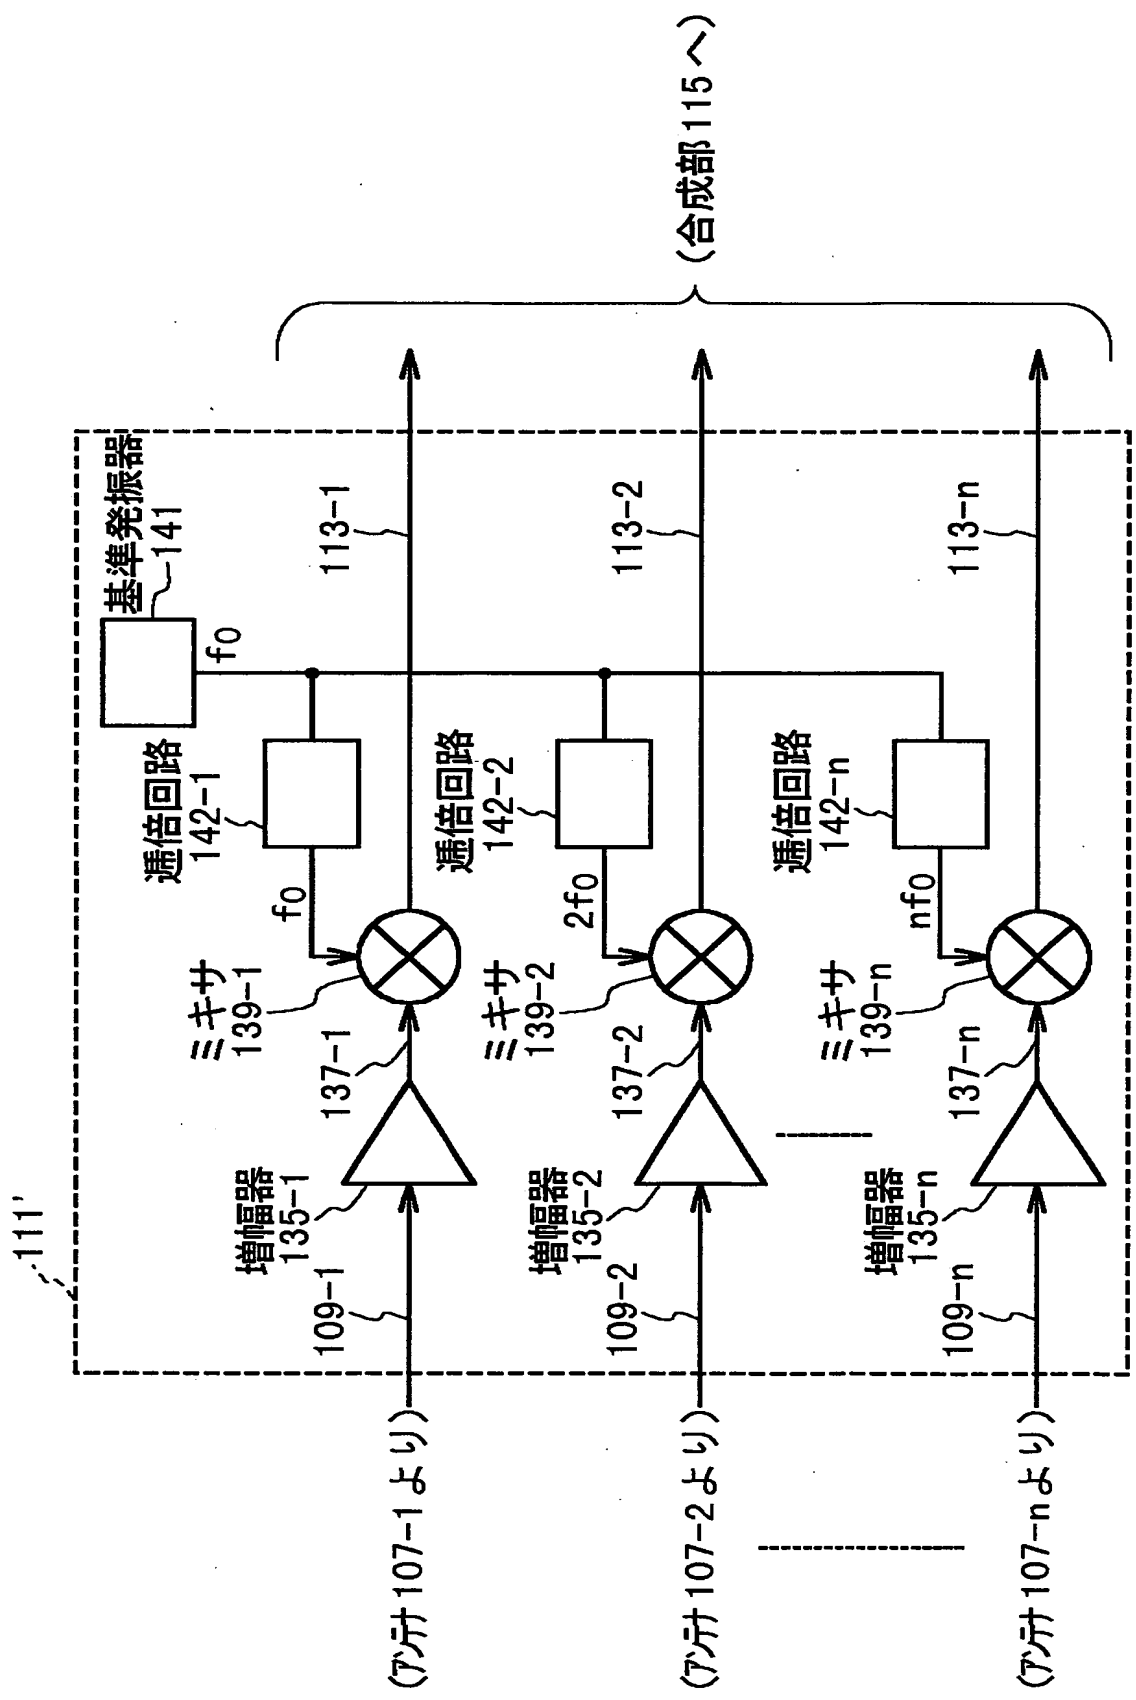 111'
基準発振器
141
f0
逓倍回路
142-1
f0
ミキサ
139-1
137-1
増幅器
135-1
109-1
(アンテナ107-1より)
113-1
逓倍回路
142-2
2f0
ミキサ
139-2
137-2
増幅器
135-2
109-2
(アンテナ107-2より)
113-2
(合成部115へ)
逓倍回路
142-n
nf0
ミキサ
139-n
137-n
増幅器
135-n
109-n
(アンテナ107-nより)
113-n